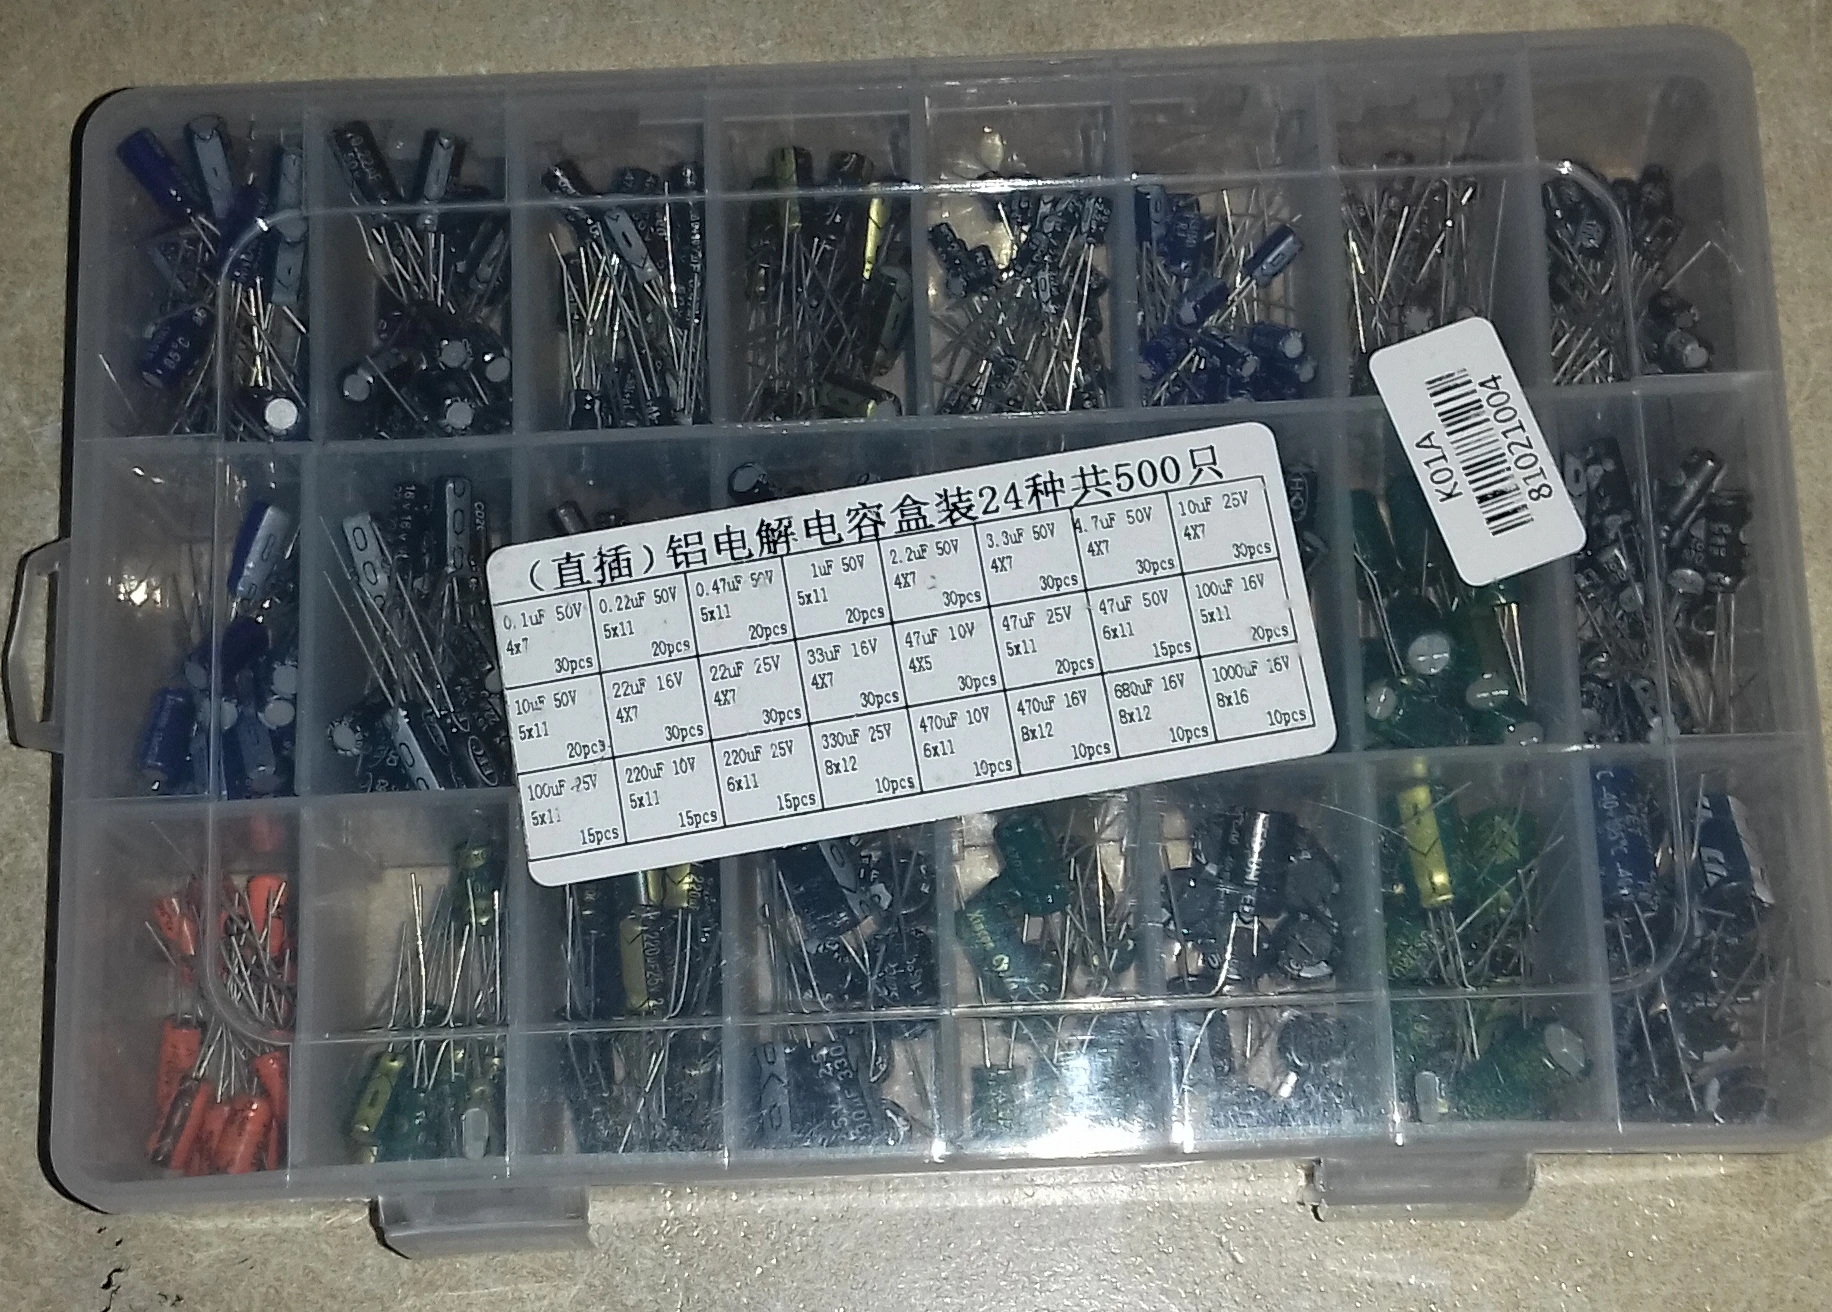 K01A
8102021004
（直插）铝电解电容盒装24种共500只
0.1uF 50V 0.22uF 50V 0.47uF 50V 1uF 50V 2.2uF 50V 3.3uF 50V 4.7uF 50V 10uF 25V
4x7 5x11 5x11 5x11 4X7 4X7 4X7 4X7
30pcs 20pcs 20pcs 20pcs 30pcs 30pcs 30pcs 30pcs
10uF 50V 22uF 16V 22uF 25V 33uF 16V 47uF 10V 47uF 25V 47uF 50V 100uF 16V
5x11 4X7 4X7 4X7 4X5 5x11 6x11 5x11
20pcs 30pcs 30pcs 30pcs 30pcs 20pcs 15pcs 20pcs
100uF 25V 220uF 10V 220uF 25V 330uF 25V 470uF 10V 470uF 16V 680uF 16V 1000uF 16V
5x11 5x11 6x11 8x12 6x11 8x12 8x12 8x16
15pcs 15pcs 15pcs 10pcs 10pcs 10pcs 10pcs 10pcs